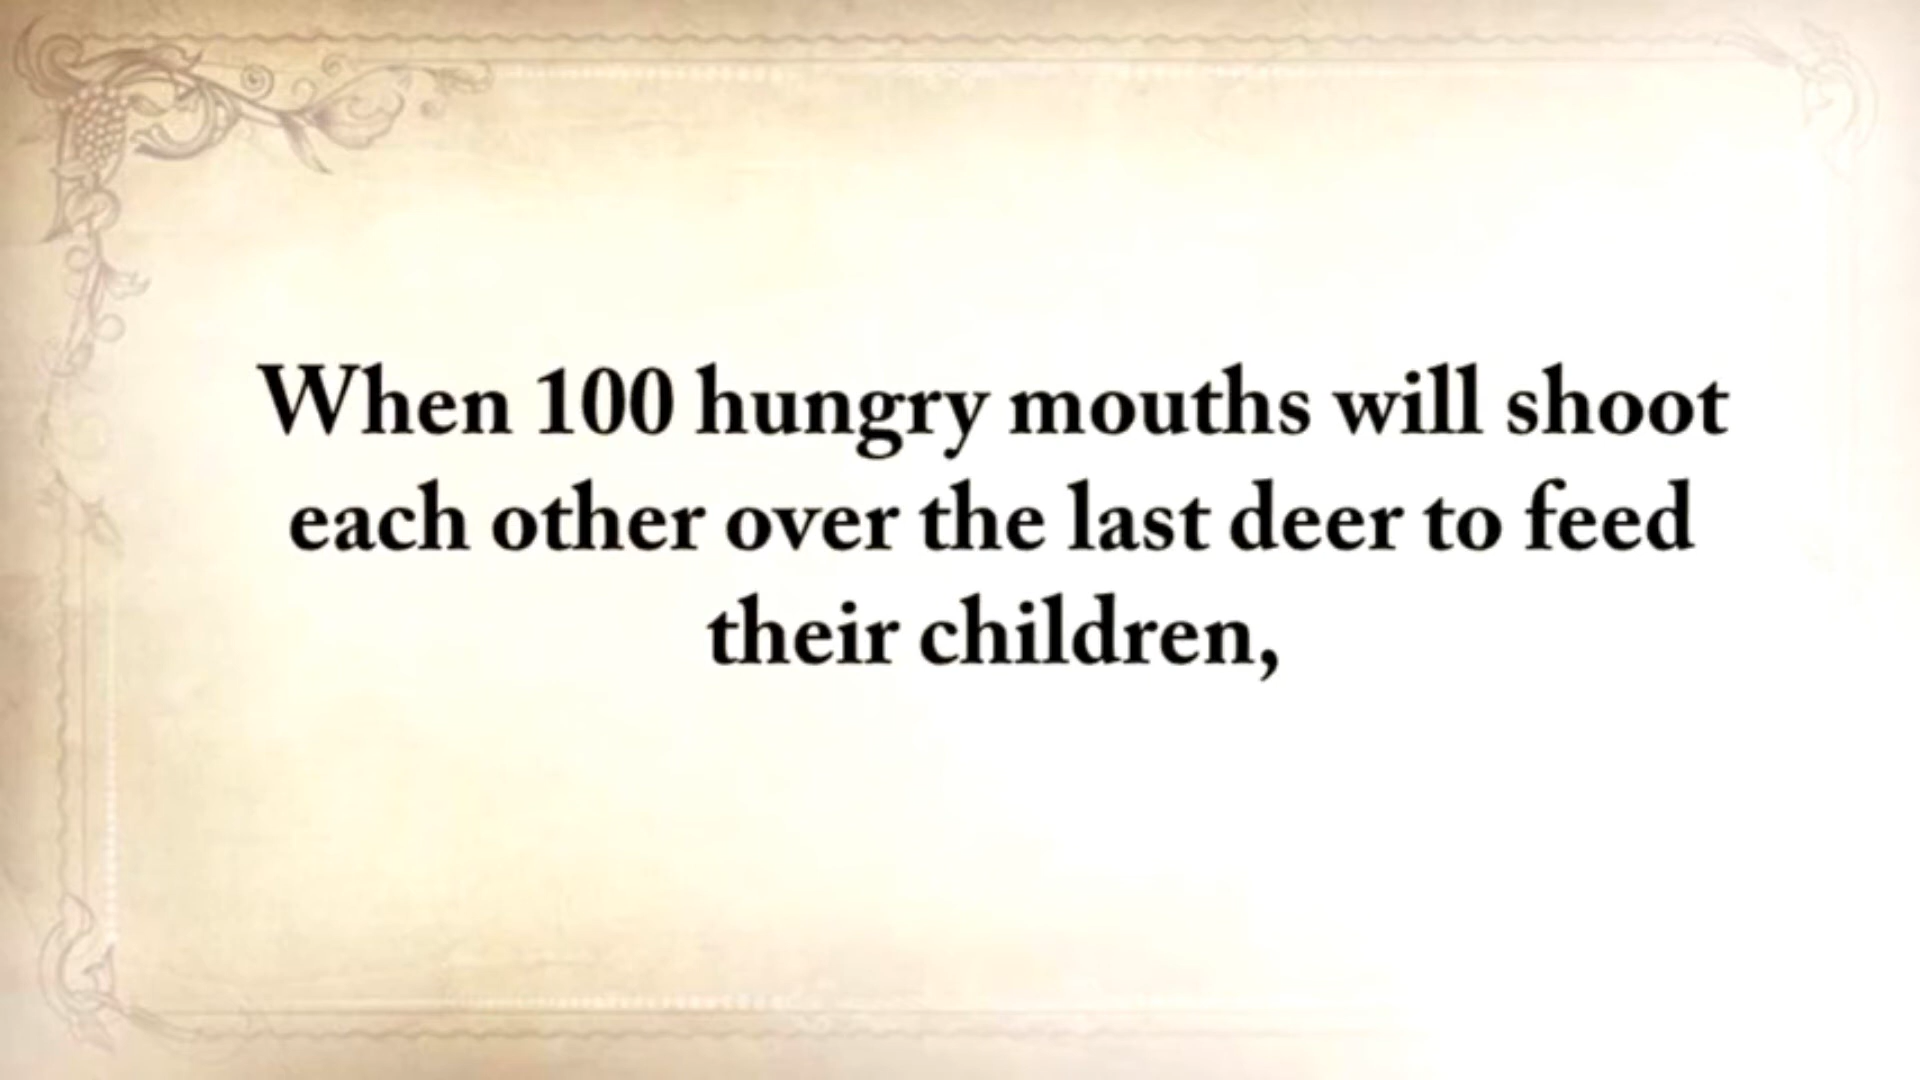 When 100 hungry mouths will shoot
each other over the last deer to feed
their children,